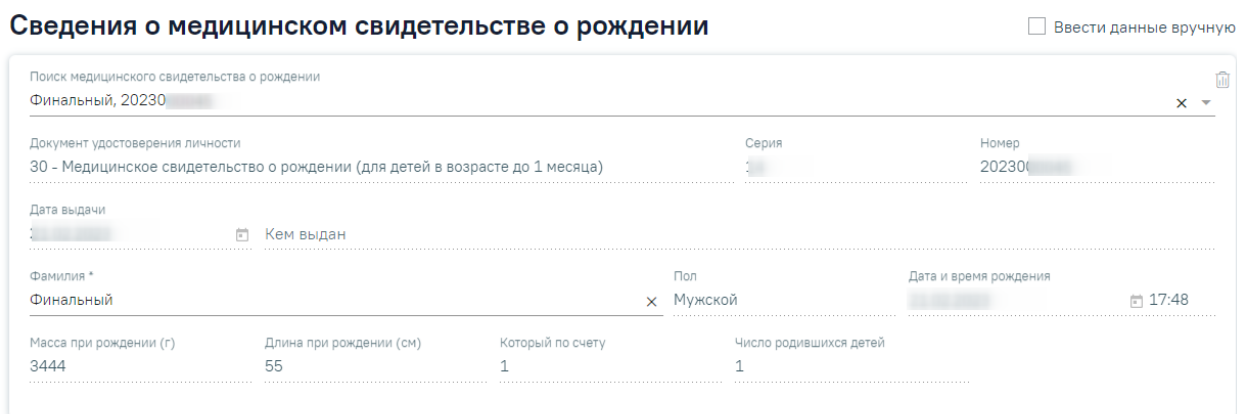 Сведения о медицинском свидетельстве о рождении
Ввести данные вручную
Поиск медицинского свидетельства о рождении
Финальный, 20230
Документ удостоверения личности
Серия
Номер
30 - Медицинское свидетельство о рождении (для детей в возрасте до 1 месяца)
20230
Дата выдачи
Кем выдан
Фамилия *
Пол
Дата и время рождения
Финальный
Мужской
17:48
Масса при рождении (г)
Длина при рождении (см)
Который по счету
Число родившихся детей
3444
55
1
1